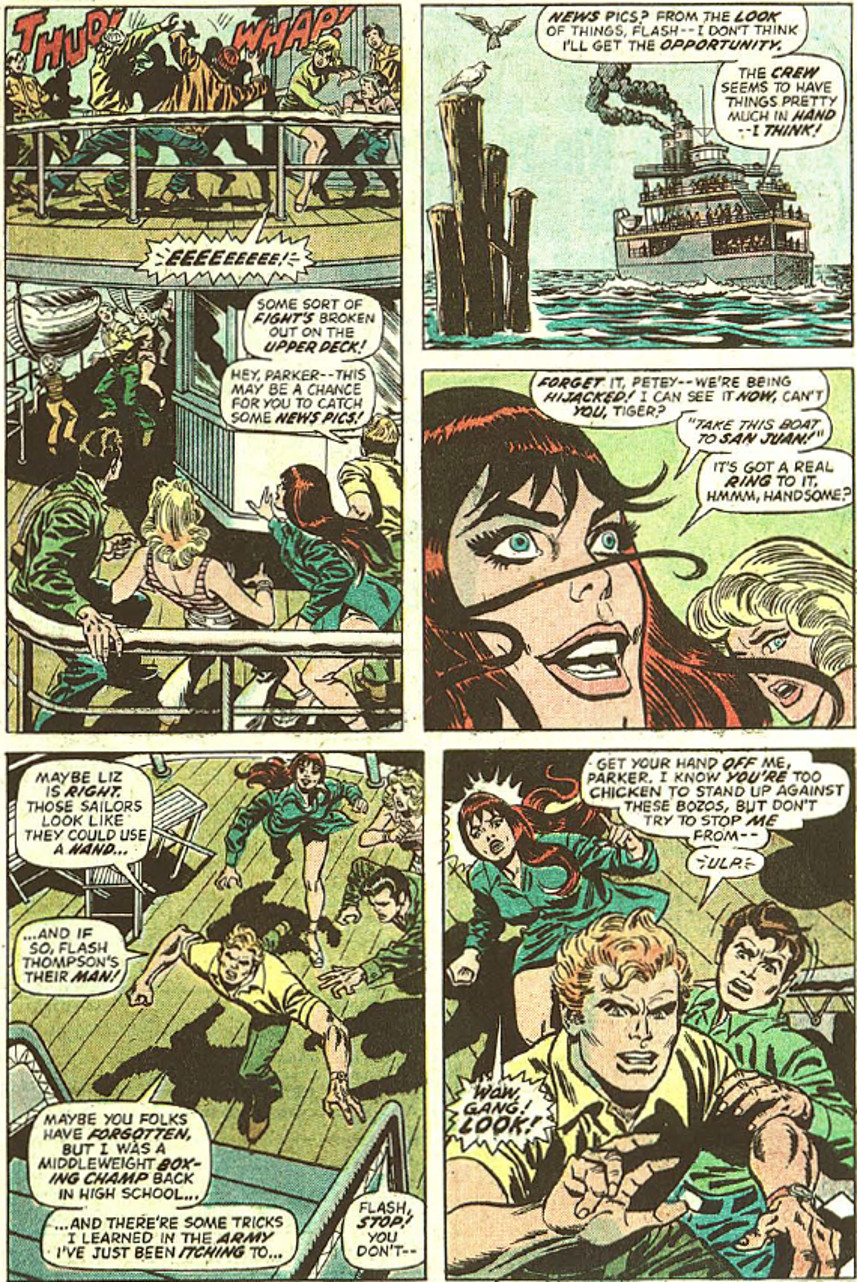 THUD!
WHAP!
EEEEEEEEE!
SOME SORT OF
FIGHT'S BROKEN
OUT ON THE
UPPER DECK!
HEY, PARKER--THIS
MAY BE A CHANCE
FOR YOU TO CATCH
SOME NEWS PICS!
NEWS PICS? FROM THE LOOK
OF THINGS, FLASH--I DON'T THINK
I'LL GET THE OPPORTUNITY.
THE CREW
SEEMS TO HAVE
THINGS PRETTY
MUCH IN HAND
--I THINK!
FORGET IT, PETEY--WE'RE BEING
HIJACKED! I CAN SEE IT NOW, CAN'T
YOU, TIGER?
"TAKE THIS BOAT
TO SAN JUAN!"
IT'S GOT A REAL
RING TO IT,
HMMM, HANDSOME?
MAYBE LIZ
IS RIGHT.
THOSE SAILORS
LOOK LIKE
THEY COULD USE
A HAND...
...AND IF
SO, FLASH
THOMPSON'S
THEIR MAN!
MAYBE YOU FOLKS
HAVE FORGOTTEN,
BUT I WAS A
MIDDLEWEIGHT BOX-
ING CHAMP BACK
IN HIGH SCHOOL...
...AND THERE'RE SOME TRICKS
I LEARNED IN THE ARMY
I'VE JUST BEEN ITCHING TO...
FLASH,
STOP!
YOU
DON'T--
GET YOUR HAND OFF ME,
PARKER. I KNOW YOU'RE TOO
CHICKEN TO STAND UP AGAINST
THESE BOZOS, BUT DON'T
TRY TO STOP ME
FROM--
-ULP-
WOW,
GANG!
LOOK!